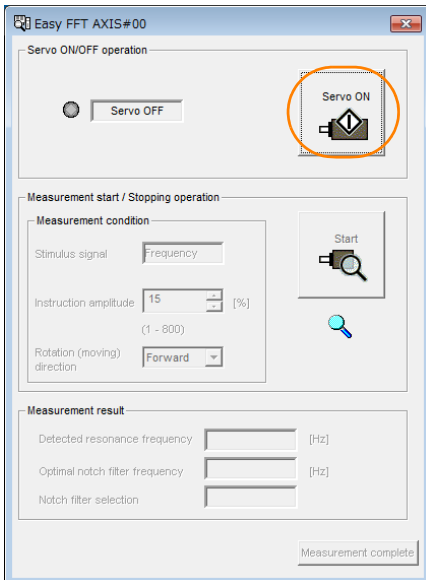 Easy FFT AXIS#00
Servo ON/OFF operation
Servo OFF
Servo ON
Measurement start / Stopping operation
Measurement condition
Stimulus signal
Frequency
Instruction amplitude
15
[%]
(1 - 800)
Rotation (moving)
direction
Forward
Start
Measurement result
Detected resonance frequency
[Hz]
Optimal notch filter frequency
[Hz]
Notch filter selection
Measurement complete